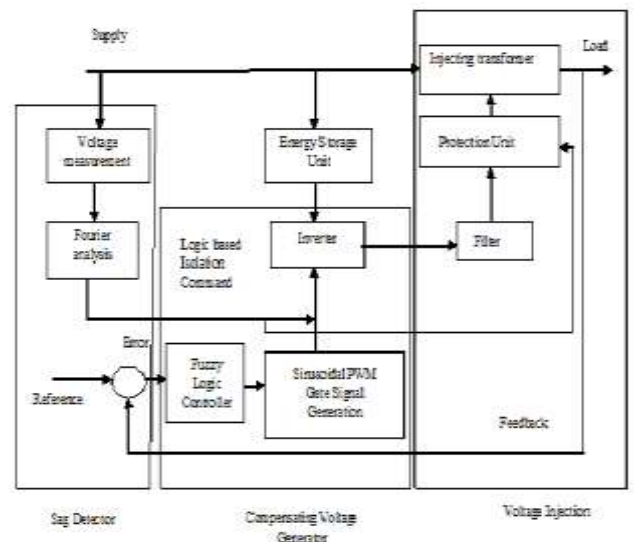 Supply
Load
Injecting transformer
Voltage
measurement
Energy Storage
Unit
Protection Unit
Fourier
analysis
Logic based
Isolation
Command
Inverter
Filter
Error
Fuzzy
Logic
Controller
Sinusoidal PWM
Gate Signal
Generation
Reference
Feedback
Sag Detector
Compensating Voltage
Generator
Voltage Injection